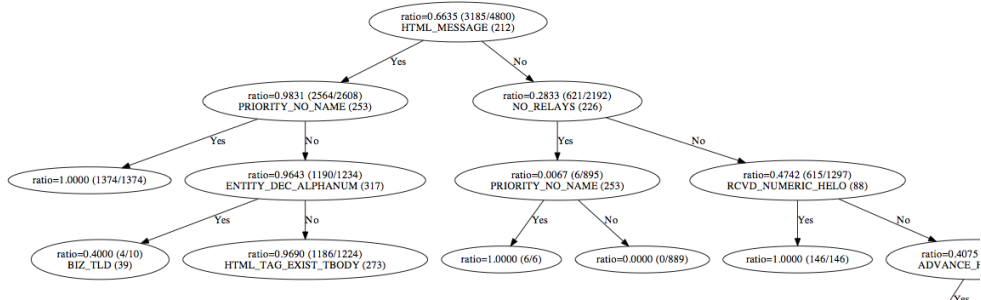 ratio=0.6635 (3185/4800)
HTML_MESSAGE (212)
Yes
No
ratio=0.9831 (2564/2608)
PRIORITY_NO_NAME (253)
ratio=0.2833 (621/2192)
NO_RELAYS (226)
Yes
No
Yes
No
ratio=1.0000 (1374/1374)
ratio=0.9643 (1190/1234)
ENTITY_DEC_ALPHANUM (317)
ratio=0.0067 (6/895)
PRIORITY_NO_NAME (253)
ratio=0.4742 (615/1297)
RCVD_NUMERIC_HELO (88)
Yes
No
Yes
No
Yes
No
ratio=0.4000 (4/10)
BIZ_TLD (39)
ratio=0.9690 (1186/1224)
HTML_TAG_EXIST_TBODY (273)
ratio=1.0000 (6/6)
ratio=0.0000 (0/889)
ratio=1.0000 (146/146)
ratio=0.4075
ADVANCE_F
Yes